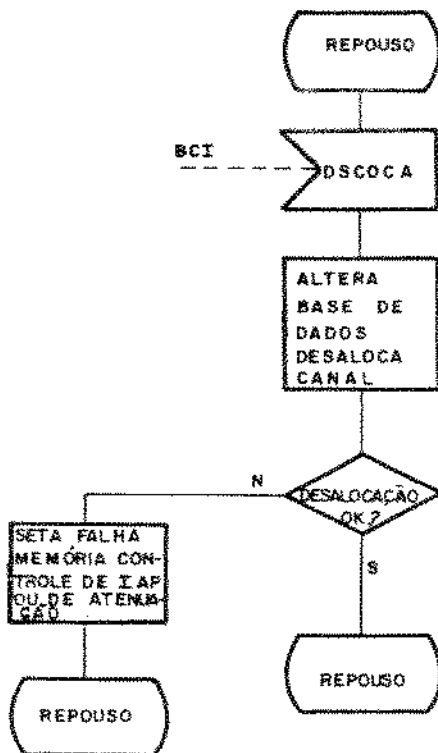 REPOUSO
BCI
DSCOCA
ALTERA
BASE DE
DADOS
DESALOCA
CANAL
N
DESALOCAÇÃO
OK?
S
SETA FALHA
MEMÓRIA CON-
TROLE DE IAP
OU DE ATENUA-
ÇÃO
REPOUSO
REPOUSO